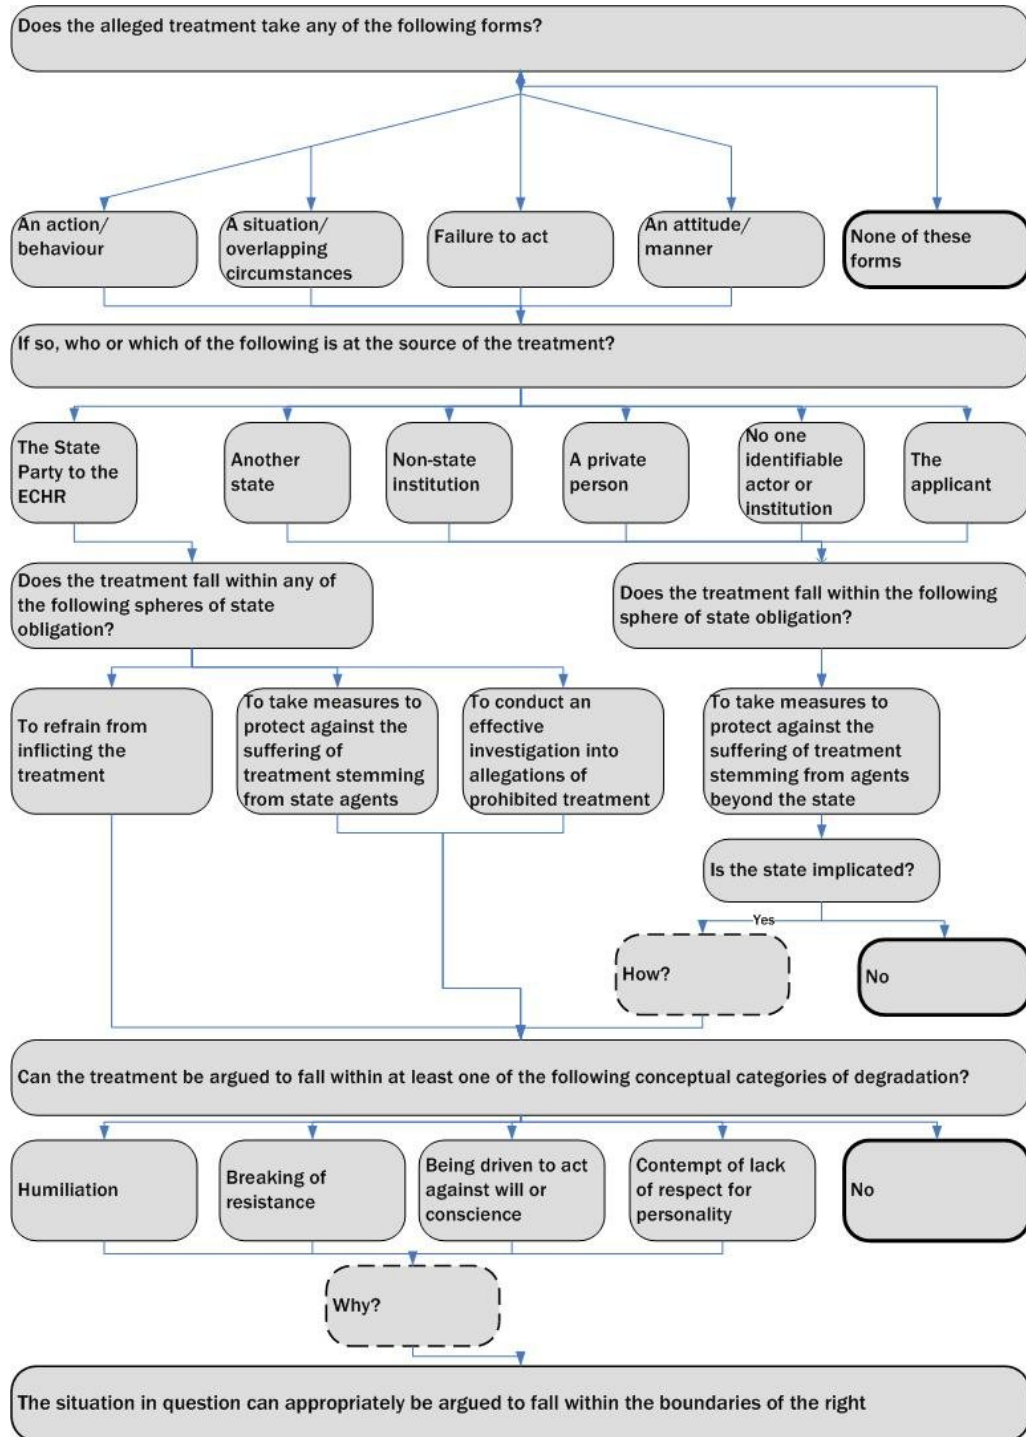 Does the alleged treatment take any of the following forms?
An action/
behaviour
A situation/
overlapping
circumstances
Failure to act
An attitude/
manner
None of these
forms
If so, who or which of the following is at the source of the treatment?
The State
Party to the
ECHR
Another
state
Non-state
institution
A private
person
No one
identifiable
actor or
institution
The
applicant
Does the treatment fall within any of
the following spheres of state
obligation?
Does the treatment fall within the following
sphere of state obligation?
To refrain from
inflicting the
treatment
To take measures to
protect against the
suffering of
treatment stemming
from state agents
To conduct an
effective
investigation into
allegations of
prohibited treatment
To take measures to
protect against the
suffering of treatment
stemming from agents
beyond the state
Is the state implicated?
Yes
How?
No
Can the treatment be argued to fall within at least one of the following conceptual categories of degradation?
Humiliation
Breaking of
resistance
Being driven to act
against will or
conscience
Contempt of lack
of respect for
personality
No
Why?
The situation in question can appropriately be argued to fall within the boundaries of the right